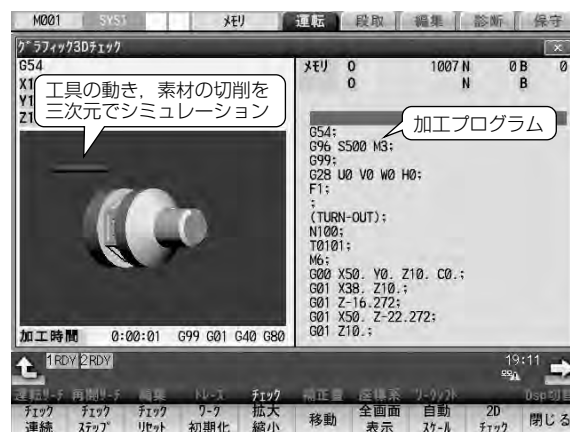 M001 SYS1 メモリ 運転 段取 編集 診断 保守
グラフィック3Dチェック
G54
X1
Y1
Z1
工具の動き，素材の切削を
三次元でシミュレーション
メモリ O 1007 N 0 B 0
O N B
加工プログラム
G54;
G96 S500 M3;
G99;
G28 U0 V0 W0 H0;
F1;
;
(TURN-OUT);
N100;
T0101;
M6;
G00 X50. Y0. Z10. C0.;
G01 X38. Z10.;
G01 Z-16.272;
G01 X50. Z-22.272;
G01 Z10.;
加工時間 0:00:01 G99 G01 G40 G80
1RDY 2RDY
19:11
運転サーチ 再開サーチ 編集 トレース チェック 補正量 座標系 ワークシフト Dsp切替
チェック 連続
チェック ステップ
チェック リセット
ワーク 初期化
拡大 縮小
移動
全画面 表示
自動 スケール
2D チェック
閉じる